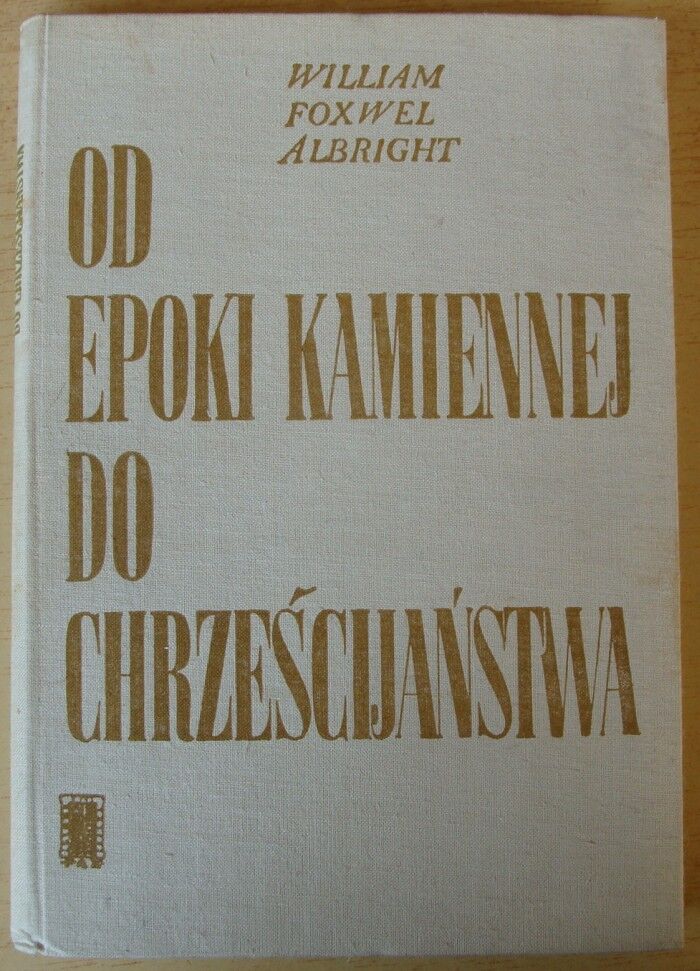 WILLIAM
FOXWEL
ALBRIGHT
OD
EPOKI KAMIENNEJ
DO
CHRZEŚCIJAŃSTWA